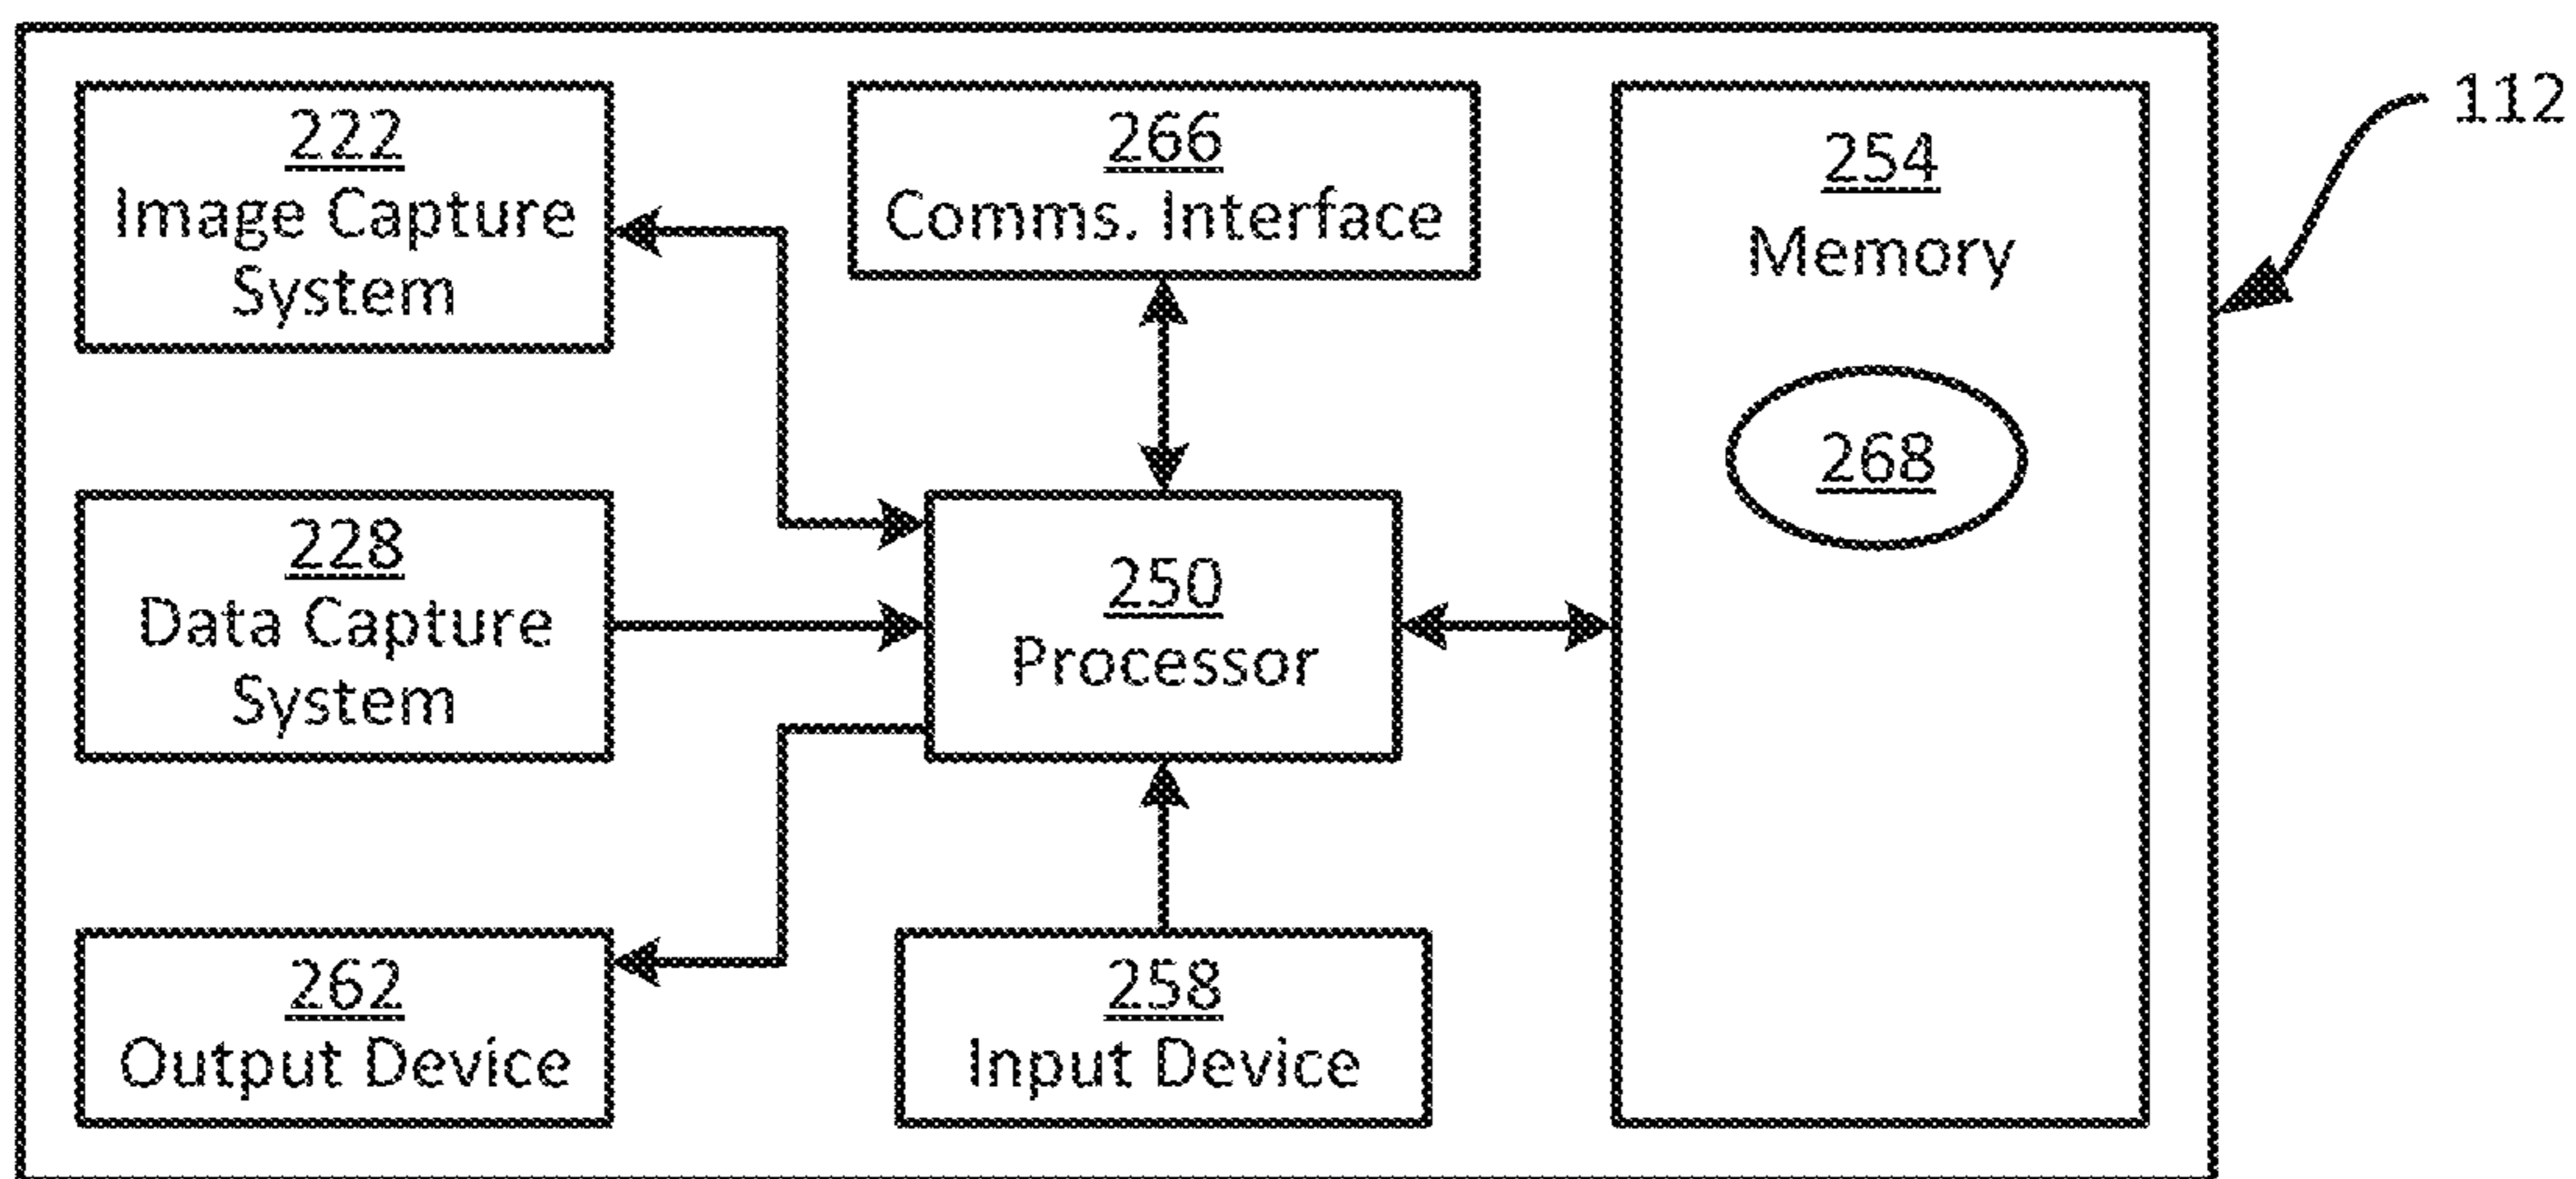 112
222
Image Capture
System
266
Comms. Interface
254
Memory
268
228
Data Capture
System
250
Processor
262
Output Device
258
Input Device